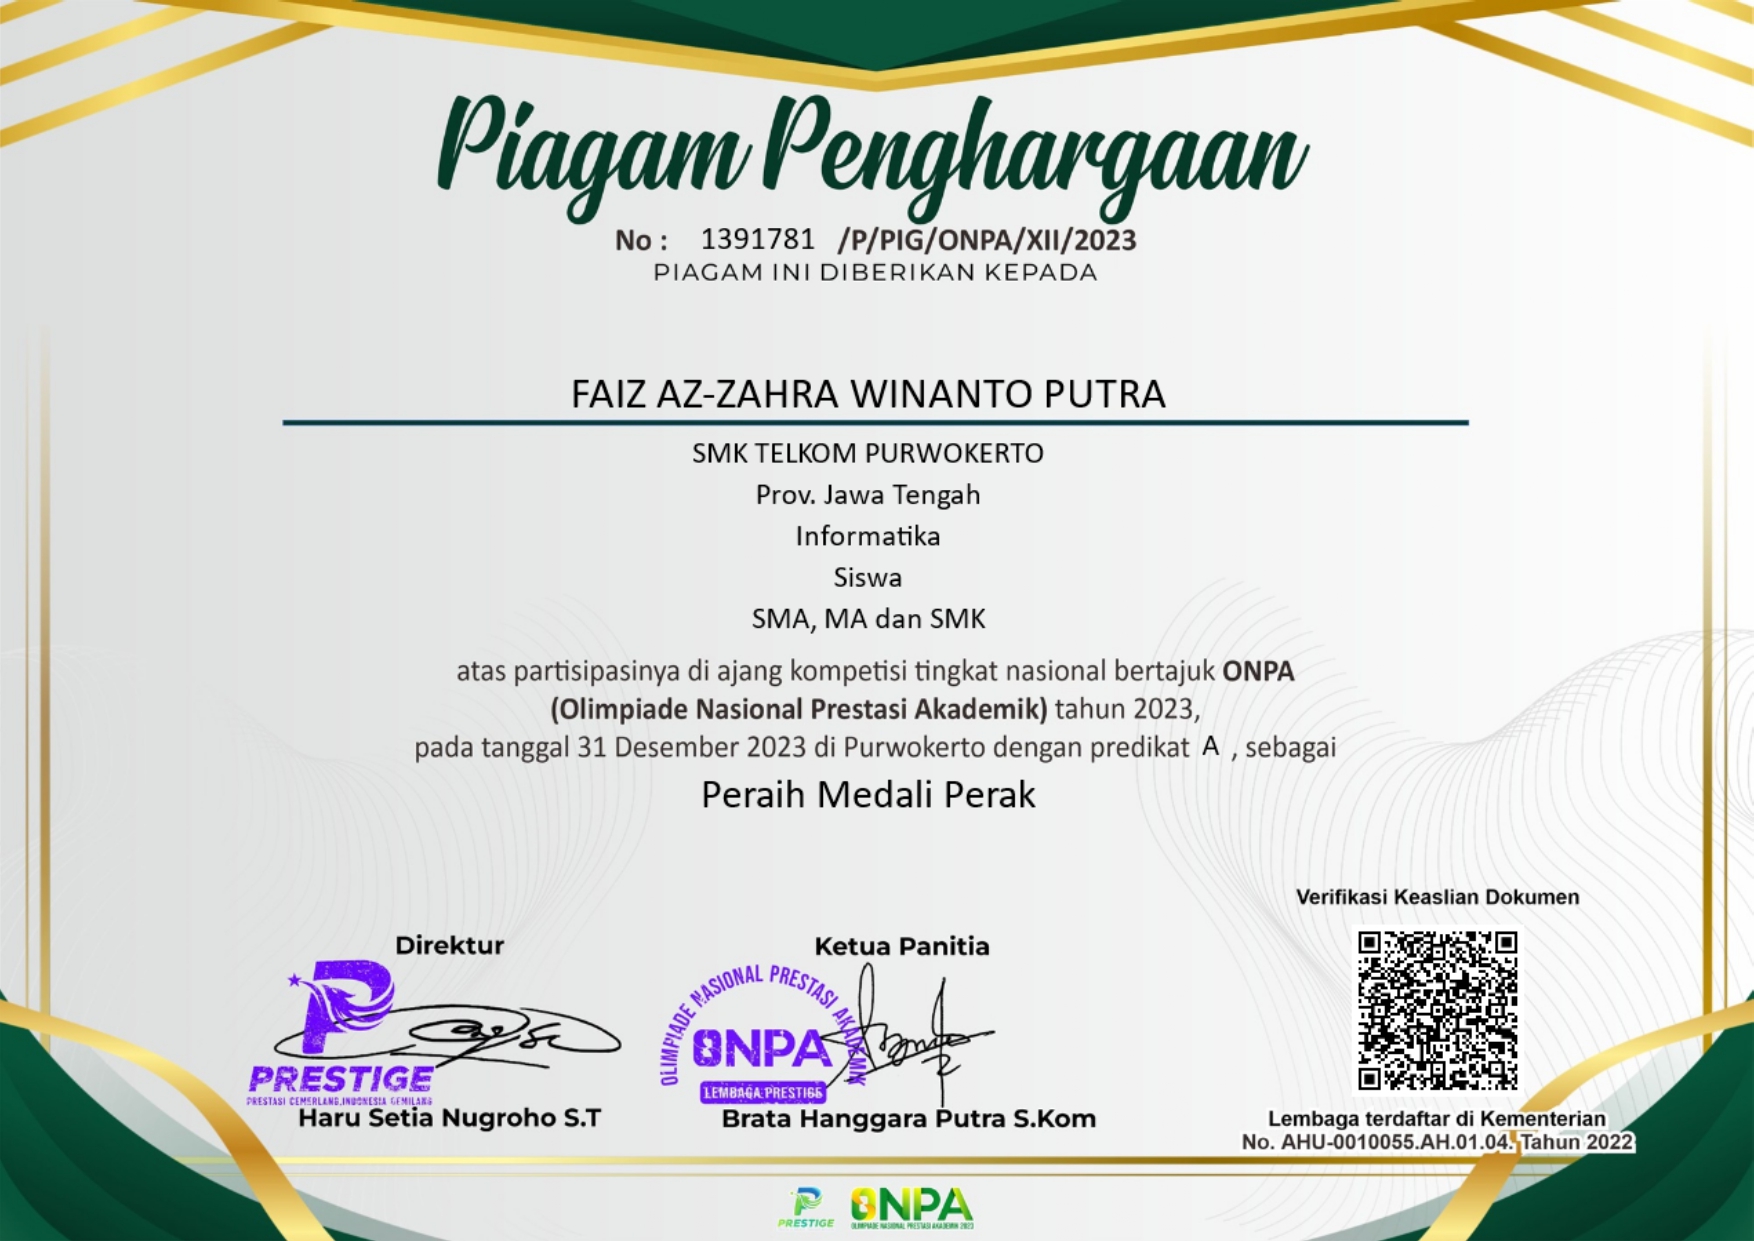 Piagam Penghargaan
No : 1391781 /P/PIG/ONPA/XII/2023
PIAGAM INI DIBERIKAN KEPADA
FAIZ AZ-ZAHRA WINANTO PUTRA
SMK TELKOM PURWOKERTO
Prov. Jawa Tengah
Informatika
Siswa
SMA, MA dan SMK
atas partisipasinya di ajang kompetisi tingkat nasional bertajuk ONPA
(Olimpiade Nasional Prestasi Akademik) tahun 2023,
pada tanggal 31 Desember 2023 di Purwokerto dengan predikat A , sebagai
Peraih Medali Perak
Verifikasi Keaslian Dokumen
Direktur
Ketua Panitia
OLIMPIADE NASIONAL PRESTASI AKADEMIK
ONPA
LEMBAGA PRESTIGE
PRESTIGE
PRESTASI CEMERLANG,INDONESIA GEMILANG
Haru Setia Nugroho S.T
Brata Hanggara Putra S.Kom
Lembaga terdaftar di Kementerian
No. AHU-0010055.AH.01.04. Tahun 2022
PRESTIGE
ONPA
OLIMPIADE NASIONAL PRESTASI AKADEMIK 2023